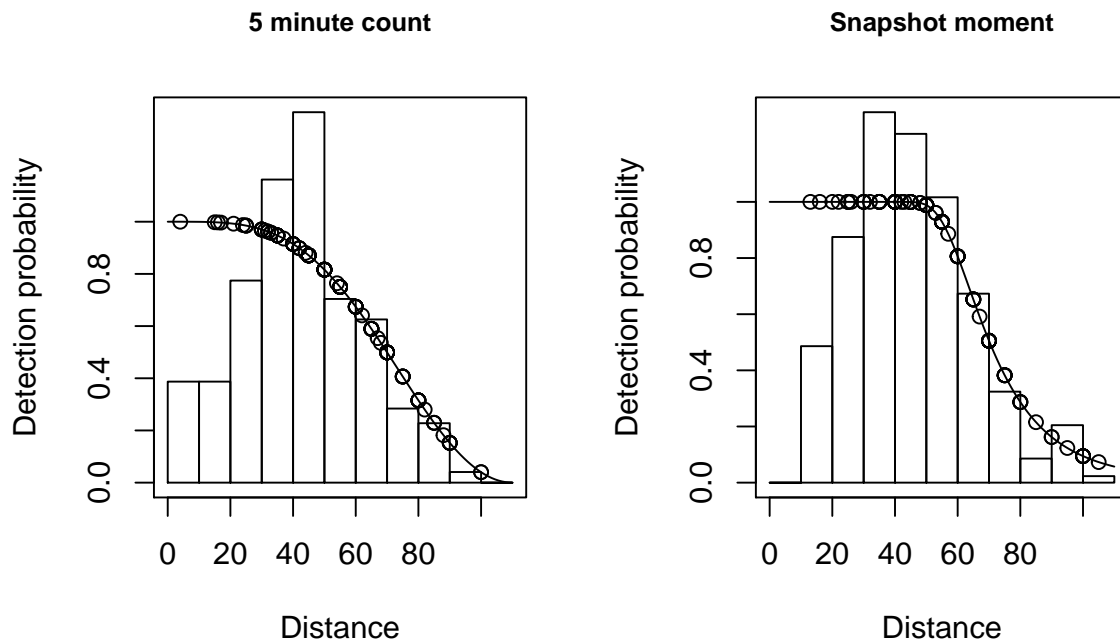 5 minute count
Detection probability
0.0 0.4 0.8
0 20 40 60 80
Distance
Snapshot moment
Detection probability
0.0 0.4 0.8
0 20 40 60 80
Distance